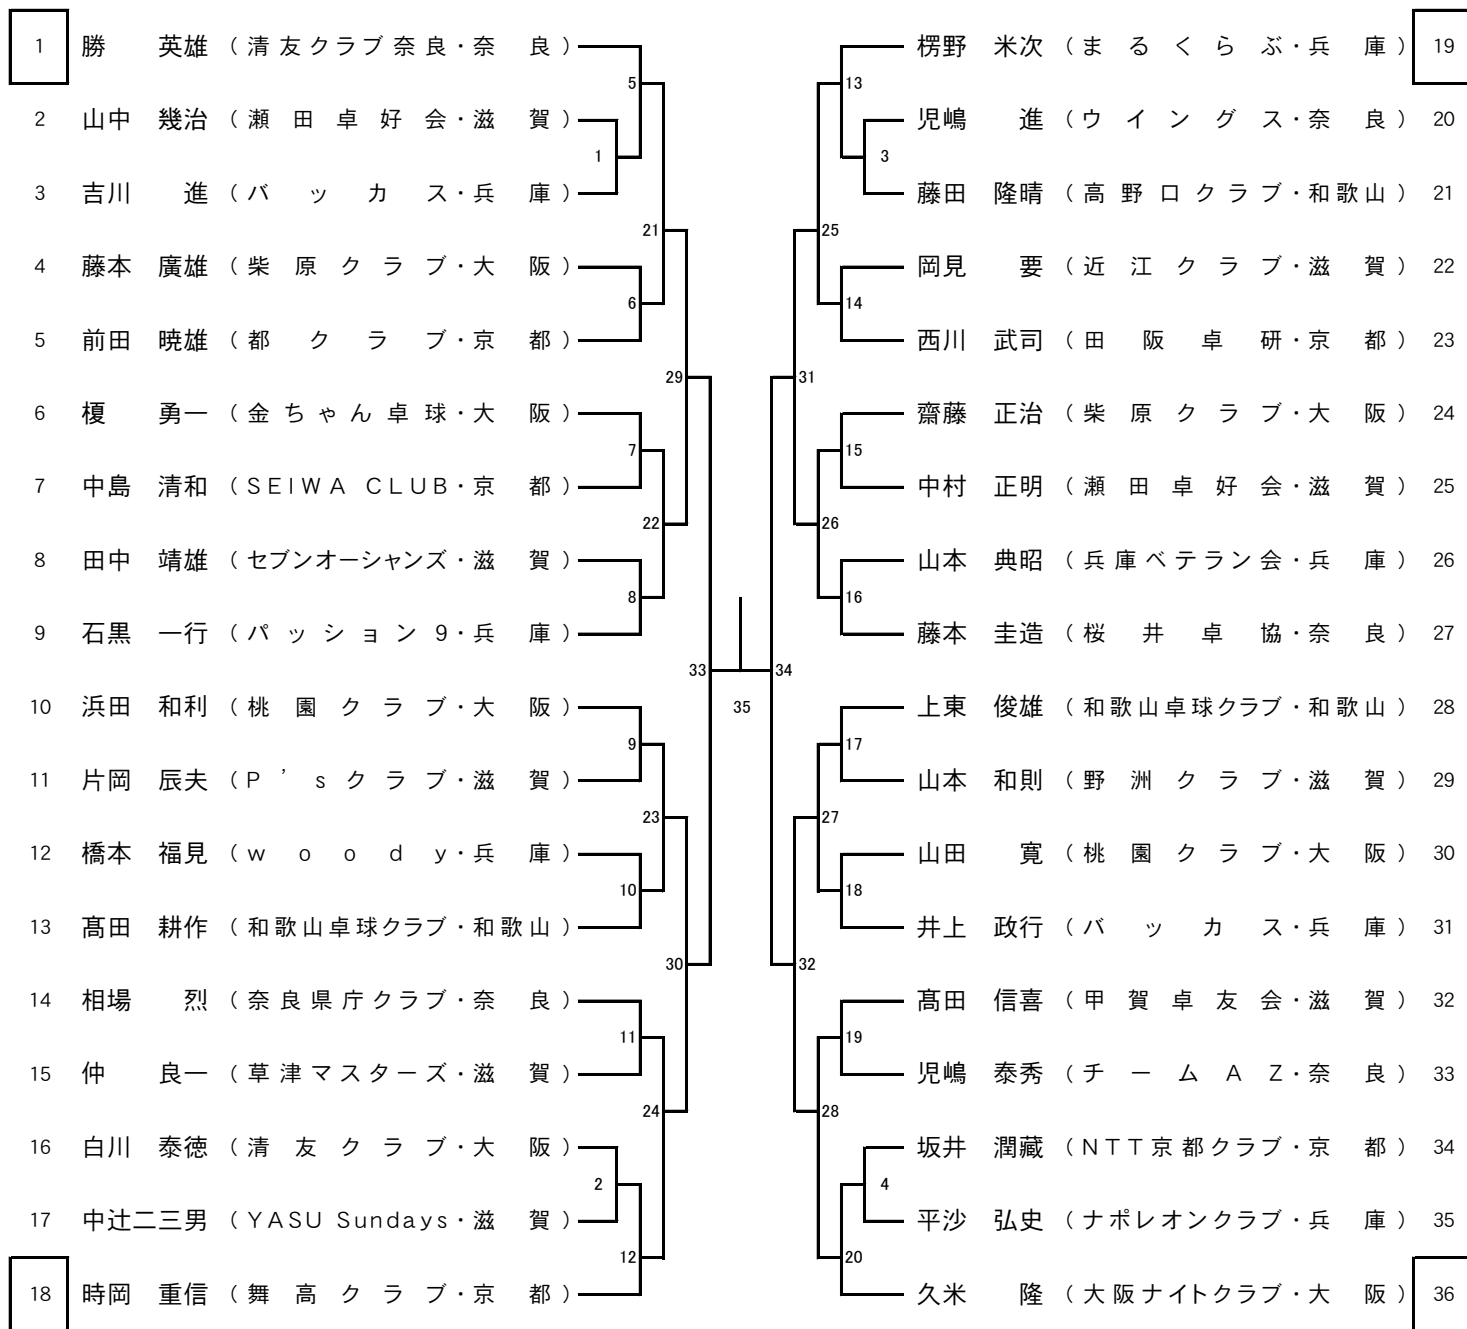 1 勝　英雄 （清友クラブ奈良・奈良）
2 山中 幾治 （瀬田卓好会・滋賀）
3 吉川　進 （バッカス・兵庫）
4 藤本 廣雄 （柴原クラブ・大阪）
5 前田 暁雄 （都クラブ・京都）
6 榎　勇一 （金ちゃん卓球・大阪）
7 中島 清和 （SEIWA CLUB・京都）
8 田中 靖雄 （セブンオーシャンズ・滋賀）
9 石黒 一行 （パッション9・兵庫）
10 浜田 和利 （桃園クラブ・大阪）
11 片岡 辰夫 （P’sクラブ・滋賀）
12 橋本 福見 （woody・兵庫）
13 髙田 耕作 （和歌山卓球クラブ・和歌山）
14 相場　烈 （奈良県庁クラブ・奈良）
15 仲　良一 （草津マスターズ・滋賀）
16 白川 泰徳 （清友クラブ・大阪）
17 中辻二三男 （YASU Sundays・滋賀）
18 時岡 重信 （舞高クラブ・京都）
5
1
21
6
29
7
22
8
33
9
23
10
30
11
24
2
12
35
13
3
25
14
31
15
26
16
34
17
27
18
32
19
28
4
20
楞野 米次 （まるくらぶ・兵庫） 19
児嶋　進 （ウイングス・奈良） 20
藤田 隆晴 （高野口クラブ・和歌山） 21
岡見　要 （近江クラブ・滋賀） 22
西川 武司 （田阪卓研・京都） 23
齋藤 正治 （柴原クラブ・大阪） 24
中村 正明 （瀬田卓好会・滋賀） 25
山本 典昭 （兵庫ベテラン会・兵庫） 26
藤本 圭造 （桜井卓協・奈良） 27
上東 俊雄 （和歌山卓球クラブ・和歌山） 28
山本 和則 （野洲クラブ・滋賀） 29
山田　寛 （桃園クラブ・大阪） 30
井上 政行 （バッカス・兵庫） 31
髙田 信喜 （甲賀卓友会・滋賀） 32
児嶋 泰秀 （チームAZ・奈良） 33
坂井 潤藏 （NTT京都クラブ・京都） 34
平沙 弘史 （ナポレオンクラブ・兵庫） 35
久米　隆 （大阪ナイトクラブ・大阪） 36